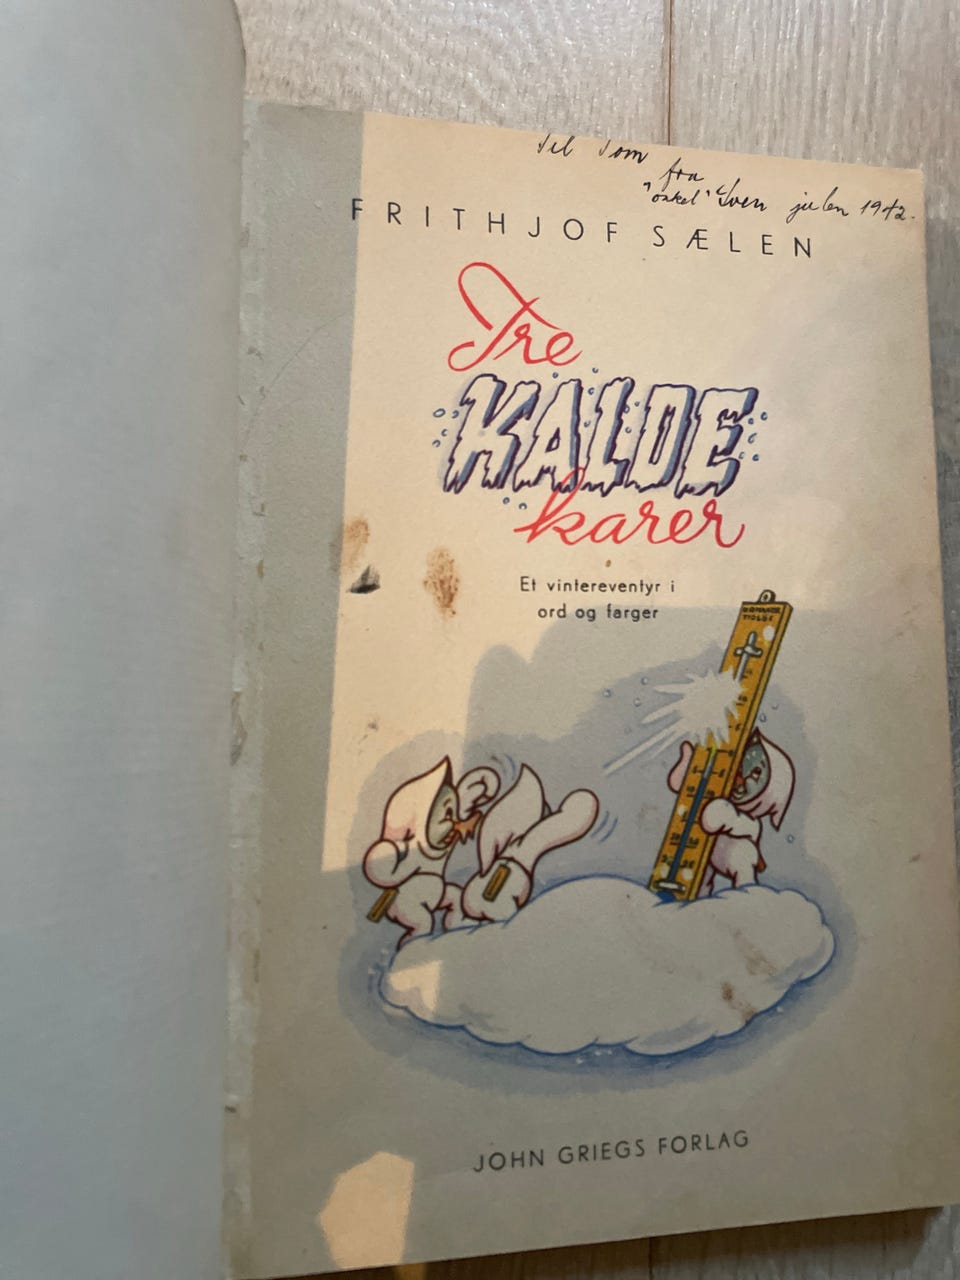 Til Tom
fra
"onkel" Sven julen 1942.
FRITHJOF SÆLEN
Tre
KALDE
karer
Et vintereventyr i
ord og farger
JOHN GRIEGS FORLAG